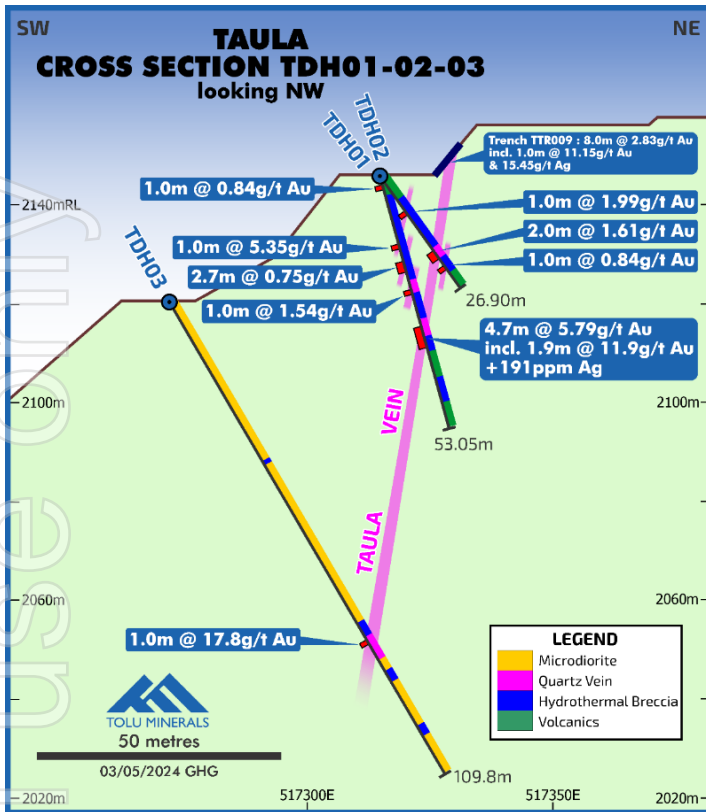 SW
NE
TAULA
CROSS SECTION TDH01-02-03
looking NW
TDH02
TDH01
TDH03
Trench TTR009 : 8.0m @ 2.83g/t Au
incl. 1.0m @ 11.15g/t Au
& 15.45g/t Ag
1.0m @ 0.84g/t Au
2140mRL
1.0m @ 1.99g/t Au
2.0m @ 1.61g/t Au
1.0m @ 0.84g/t Au
1.0m @ 5.35g/t Au
2.7m @ 0.75g/t Au
1.0m @ 1.54g/t Au
26.90m
4.7m @ 5.79g/t Au
incl. 1.9m @ 11.9g/t Au
+191ppm Ag
2100m
2100m
53.05m
TAULA VEIN
2060m
2060m
1.0m @ 17.8g/t Au
LEGEND
Microdiorite
Quartz Vein
Hydrothermal Breccia
Volcanics
TOLU MINERALS
50 metres
03/05/2024 GHG
109.8m
2020m
517300E
517350E
2020m
use only